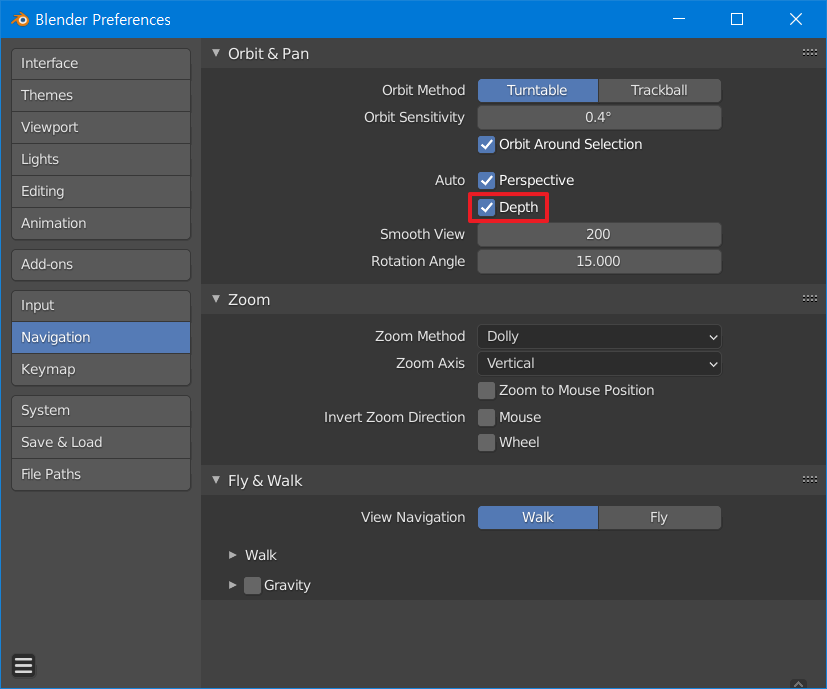 Blender Preferences
Interface
Themes
Viewport
Lights
Editing
Animation
Add-ons
Input
Navigation
Keymap
System
Save & Load
File Paths
Orbit & Pan
Orbit Method Turntable Trackball
Orbit Sensitivity 0.4°
Orbit Around Selection
Auto Perspective
Depth
Smooth View 200
Rotation Angle 15.000
Zoom
Zoom Method Dolly
Zoom Axis Vertical
Zoom to Mouse Position
Invert Zoom Direction Mouse
Wheel
Fly & Walk
View Navigation Walk Fly
Walk
Gravity